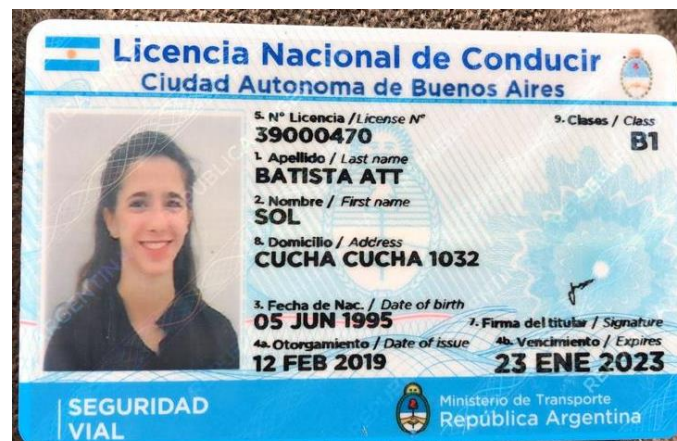 Licencia Nacional de Conducir
Ciudad Autonoma de Buenos Aires
5. Nº Licencia / License Nº
9. Clases / Class
39000470
B1
1. Apellido / Last name
BATISTA ATT
2. Nombre / First name
SOL
8. Domicilio / Address
CUCHA CUCHA 1032
3. Fecha de Nac. / Date of birth
05 JUN 1995
7. Firma del titular / Signature
4a. Otorgamiento / Date of issue
4b. Vencimiento / Expires
12 FEB 2019
23 ENE 2023
SEGURIDAD
VIAL
Ministerio de Transporte
República Argentina